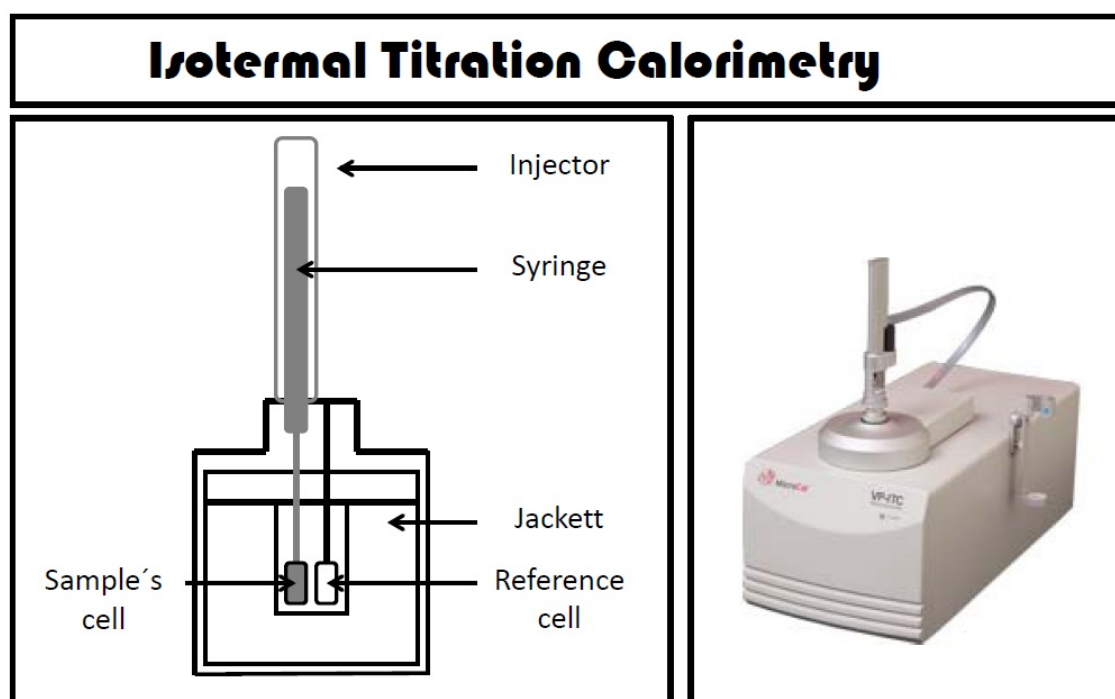 Isotermal Titration Calorimetry
Injector
Syringe
Jackett
Sample´s
cell
Reference
cell
MicroCal
VP-ITC